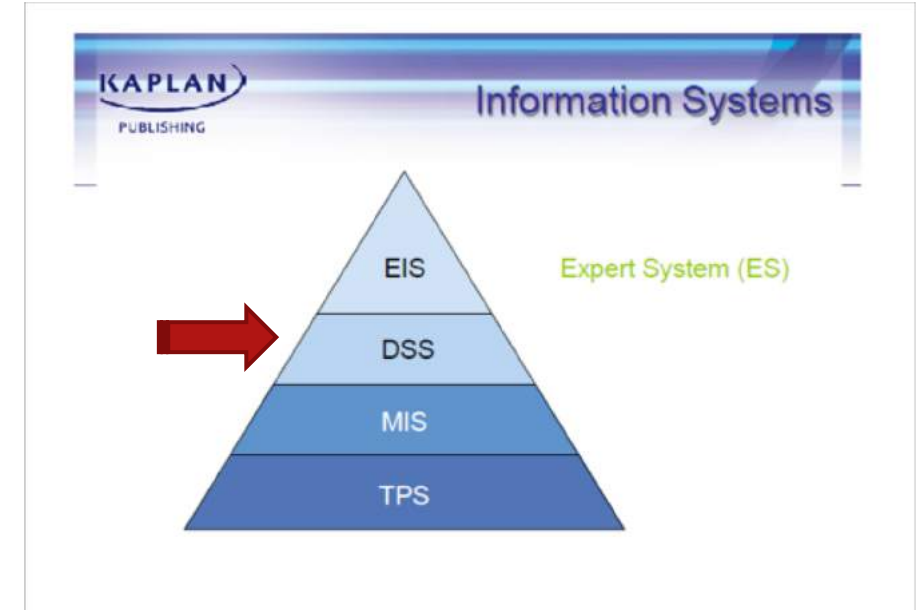 KAPLAN
PUBLISHING
Information Systems
EIS
Expert System (ES)
DSS
MIS
TPS